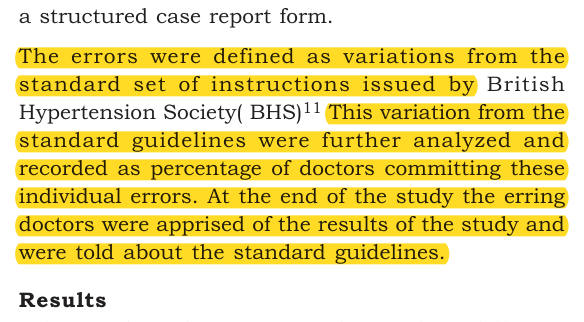 a structured case report form.
The errors were defined as variations from the
standard set of instructions issued by British
Hypertension Society( BHS)11 This variation from the
standard guidelines were further analyzed and
recorded as percentage of doctors committing these
individual errors. At the end of the study the erring
doctors were apprised of the results of the study and
were told about the standard guidelines.
Results